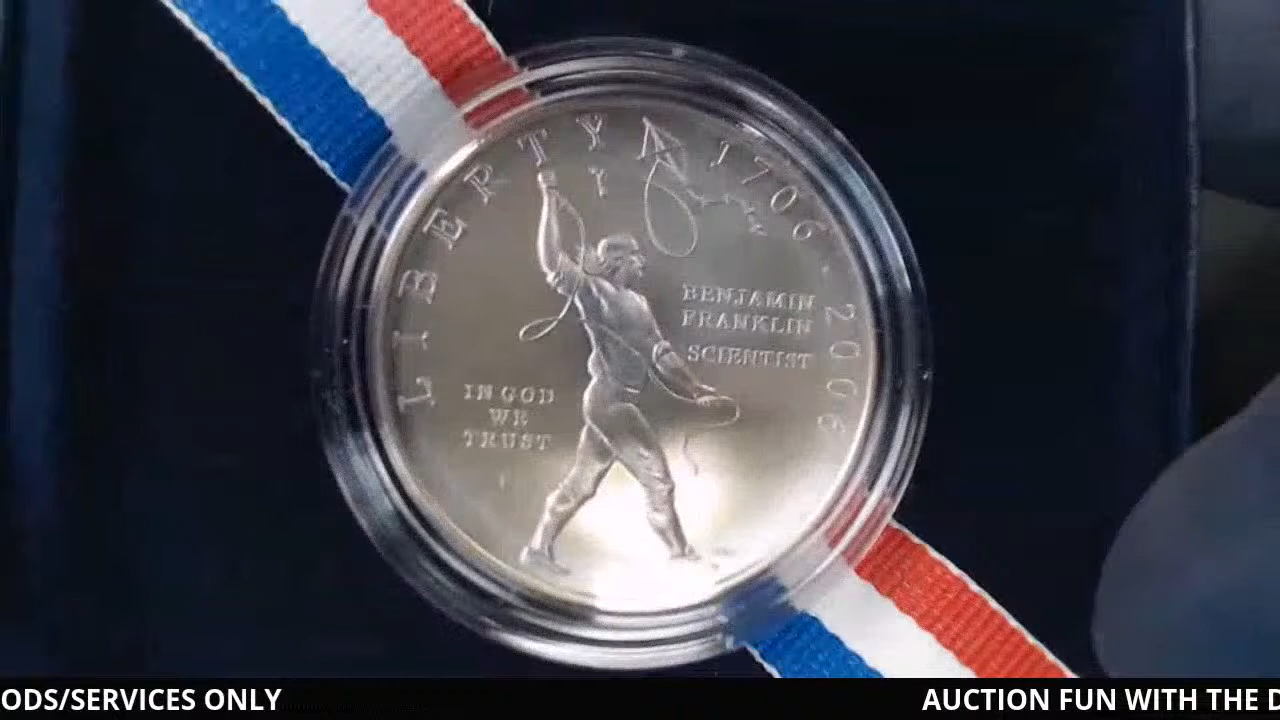 LIBERTY 1706 · 2006
BENJAMIN
FRANKLIN
SCIENTIST
IN GOD
WE
TRUST
ODS/SERVICES ONLY
AUCTION FUN WITH THE D